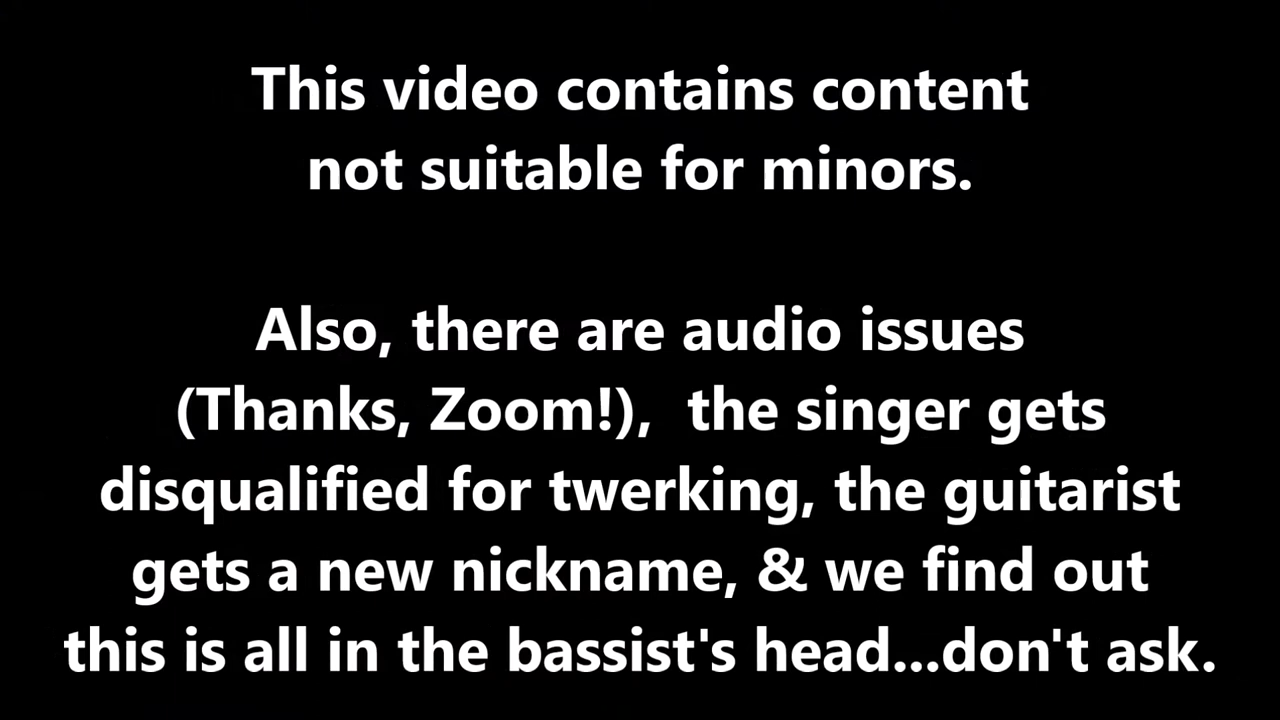 This video contains content
not suitable for minors.
Also, there are audio issues
(Thanks, Zoom!),  the singer gets
disqualified for twerking, the guitarist
gets a new nickname, & we find out
this is all in the bassist's head...don't ask.